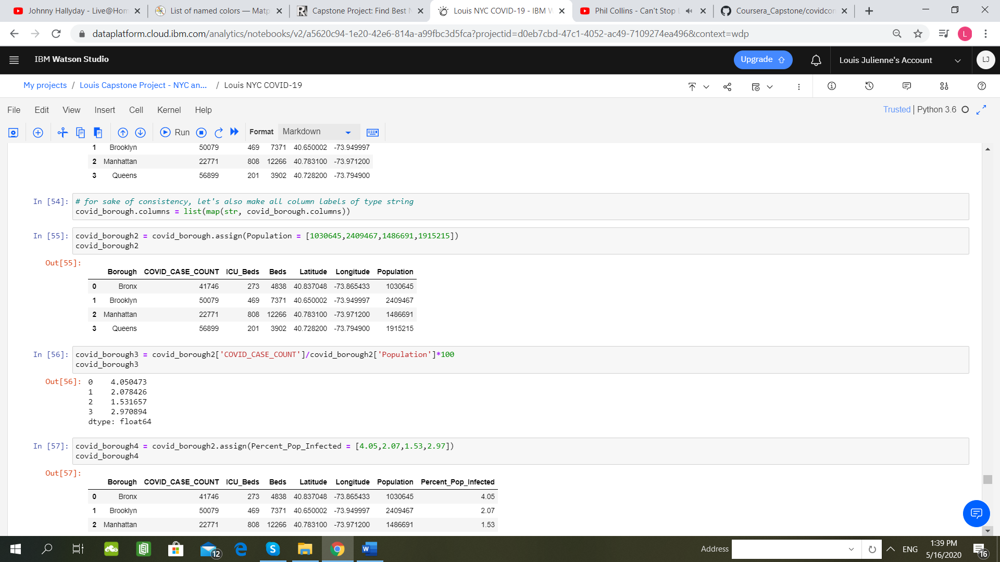 Johnny Hallyday - Live@Hom
List of named colors — Matp
Capstone Project: Find Best N
Louis NYC COVID-19 - IBM W
Phil Collins - Can't Stop L
Coursera_Capstone/covidcor
dataplatform.cloud.ibm.com/analytics/notebooks/v2/a5620c94-1e20-42e6-814a-a99fbc3d5fca?projectid=d0eb7cbd-47c1-4052-ac49-7109274ea496&context=wdp
L
IBM Watson Studio
Upgrade
Louis Julienne's Account
LJ
My projects / Louis Capstone Project - NYC an... / Louis NYC COVID-19
File Edit View Insert Cell Kernel Help
Trusted | Python 3.6
Run
Format
Markdown
1 Brooklyn 50079 469 7371 40.650002 -73.949997
2 Manhattan 22771 808 12266 40.783100 -73.971200
3 Queens 56899 201 3902 40.728200 -73.794900
In [54]: # for sake of consistency, let's also make all column labels of type string
covid_borough.columns = list(map(str, covid_borough.columns))
In [55]: covid_borough2 = covid_borough.assign(Population = [1030645,2409467,1486691,1915215])
covid_borough2
Out[55]:
Borough COVID_CASE_COUNT ICU_Beds Beds Latitude Longitude Population
0 Bronx 41746 273 4838 40.837048 -73.865433 1030645
1 Brooklyn 50079 469 7371 40.650002 -73.949997 2409467
2 Manhattan 22771 808 12266 40.783100 -73.971200 1486691
3 Queens 56899 201 3902 40.728200 -73.794900 1915215
In [56]: covid_borough3 = covid_borough2['COVID_CASE_COUNT']/covid_borough2['Population']*100
covid_borough3
Out[56]: 0 4.050473
1 2.078426
2 1.531657
3 2.970894
dtype: float64
In [57]: covid_borough4 = covid_borough2.assign(Percent_Pop_Infected = [4.05,2.07,1.53,2.97])
covid_borough4
Out[57]:
Borough COVID_CASE_COUNT ICU_Beds Beds Latitude Longitude Population Percent_Pop_Infected
0 Bronx 41746 273 4838 40.837048 -73.865433 1030645 4.05
1 Brooklyn 50079 469 7371 40.650002 -73.949997 2409467 2.07
2 Manhattan 22771 808 12266 40.783100 -73.971200 1486691 1.53
12
Address
ENG
1:39 PM
5/16/2020
16